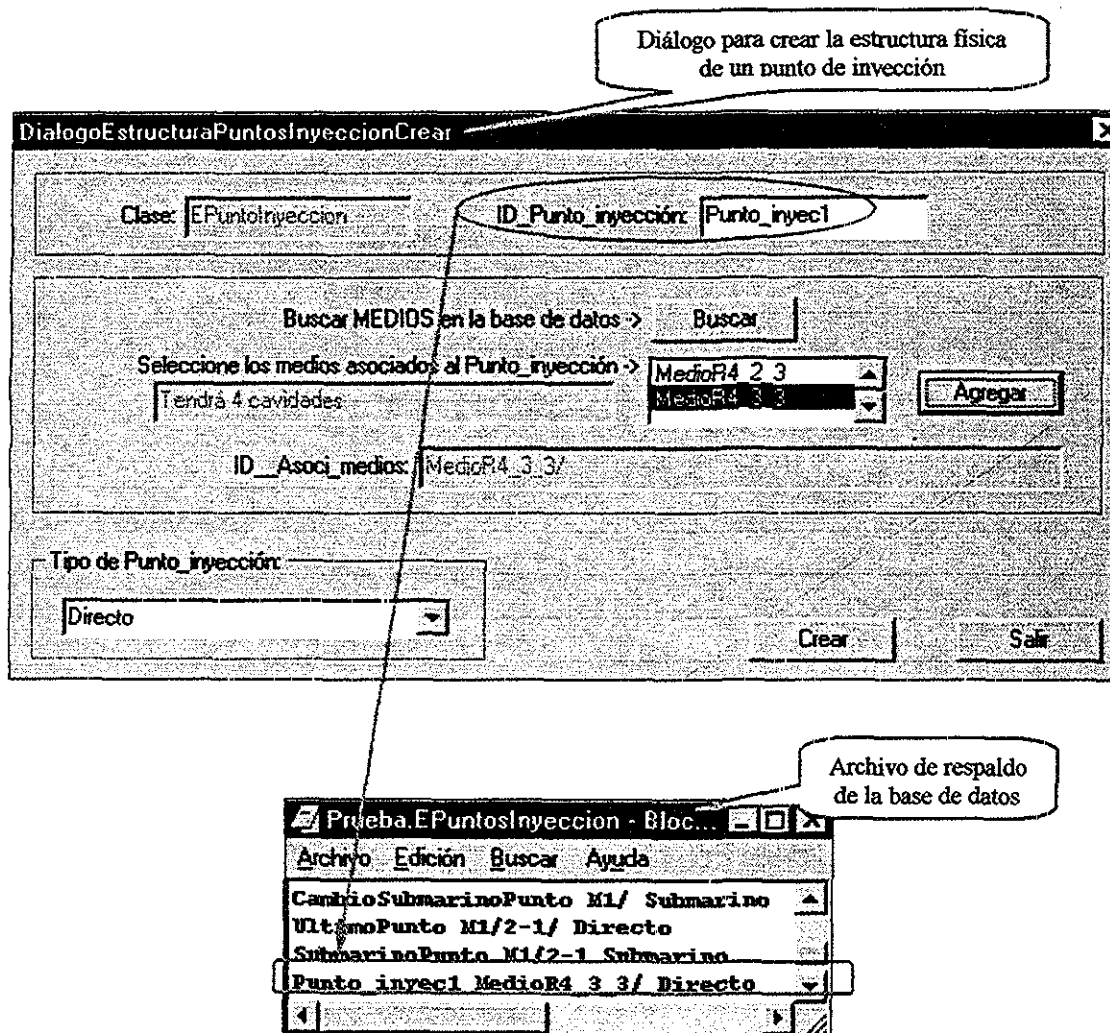 Diálogo para crear la estructura física
de un punto de inyección
DialogoEstructuraPuntosInyeccionCrear
Clase: EPuntoInyeccion ID_Punto_inyección: Punto_inyec1
Buscar MEDIOS en la base de datos -> Buscar
Seleccione los medios asociados al Punto_inyección -> MedioR4_2_3
Tendrá 4 cavidades MedioR4_3_3 Agregar
ID__Asoci_medios: MedioR4_3_3/
Tipo de Punto_inyección:
Directo
Crear Salir
Archivo de respaldo
de la base de datos
Prueba.EPuntosInyeccion - Bloc...
Archivo Edición Buscar Ayuda
CambioSubmarinoPunto M1/ Submarino
UltimoPunto M1/2-1/ Directo
SubmarinoPunto M1/2-1 Submarino
Punto_inyec1 MedioR4_3_3/ Directo